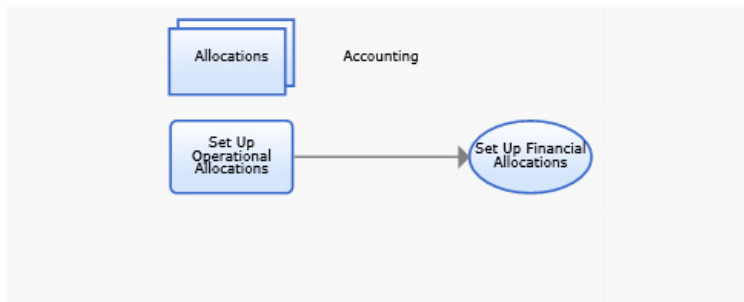 Allocations
Accounting
Set Up
Operational
Allocations
Set Up Financial
Allocations